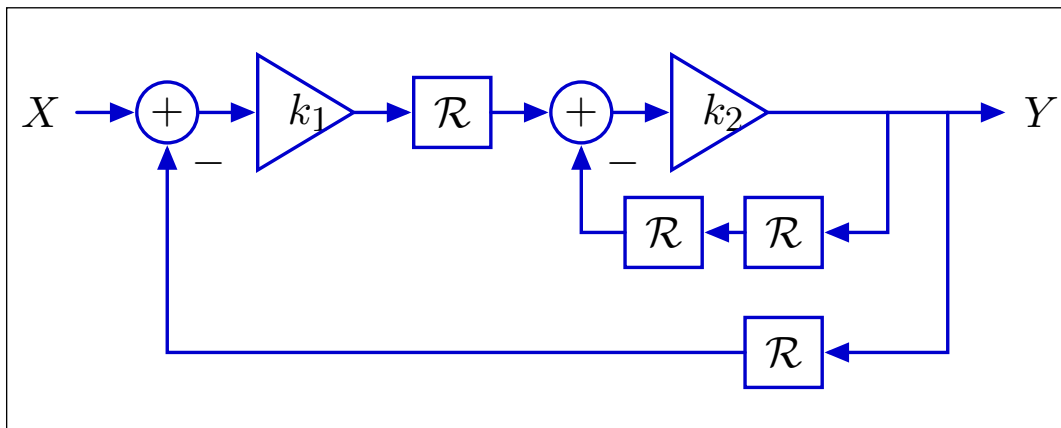 X + k₁ ℛ + k₂ Y
− −
ℛ ℛ
ℛ